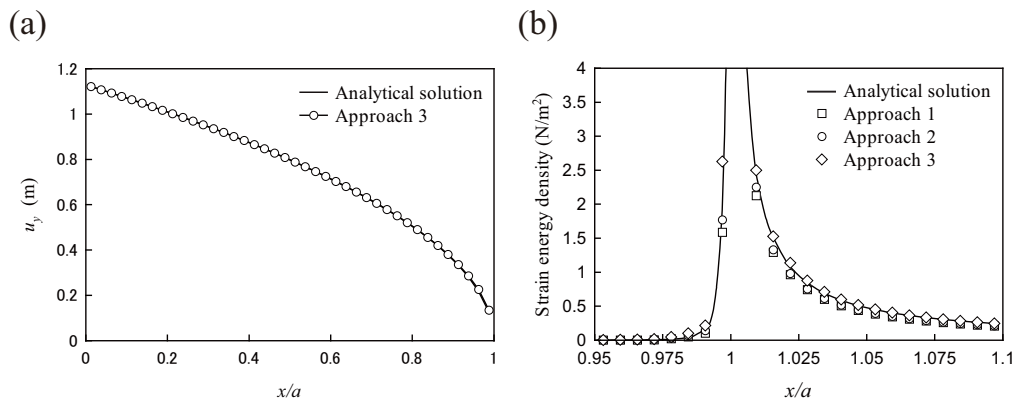 (a)
1.2
1
0.8
0.6
0.4
0.2
0
0
0.2
0.4
0.6
0.8
1
u_y (m)
x/a
Analytical solution
Approach 3
(b)
4
3.5
3
2.5
2
1.5
1
0.5
0
0.95
0.975
1
1.025
1.05
1.075
1.1
Strain energy density (N/m²)
x/a
Analytical solution
Approach 1
Approach 2
Approach 3